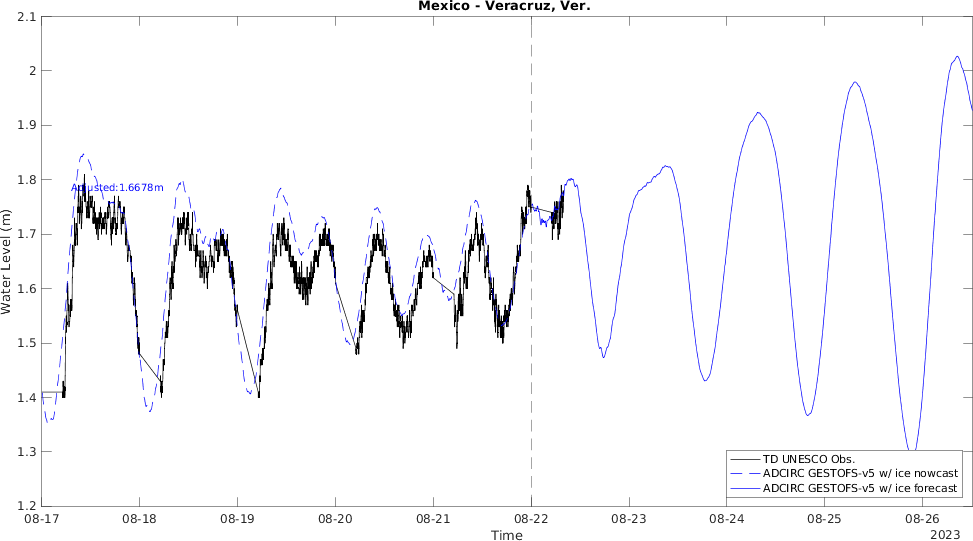 Mexico - Veracruz, Ver.
2.1
2
1.9
1.8
1.7
1.6
1.5
1.4
1.3
1.2
Water Level (m)
Adjusted:1.6678m
TD UNESCO Obs.
ADCIRC GESTOFS-v5 w/ ice nowcast
ADCIRC GESTOFS-v5 w/ ice forecast
08-17 08-18 08-19 08-20 08-21 08-22 08-23 08-24 08-25 08-26
Time
2023